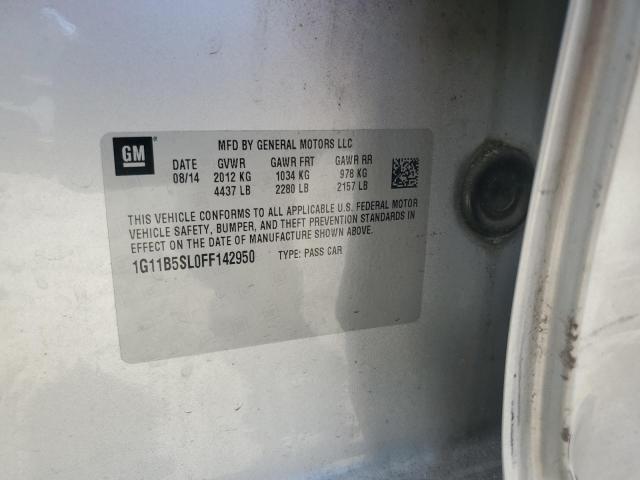 GM
MFD BY GENERAL MOTORS LLC
DATE GVWR GAWR FRT GAWR RR
08/14 2012 KG 1034 KG 978 KG
4437 LB 2280 LB 2157 LB
THIS VEHICLE CONFORMS TO ALL APPLICABLE U.S. FEDERAL MOTOR
VEHICLE SAFETY, BUMPER, AND THEFT PREVENTION STANDARDS IN
EFFECT ON THE DATE OF MANUFACTURE SHOWN ABOVE.
1G11B5SL0FF142950 TYPE: PASS CAR